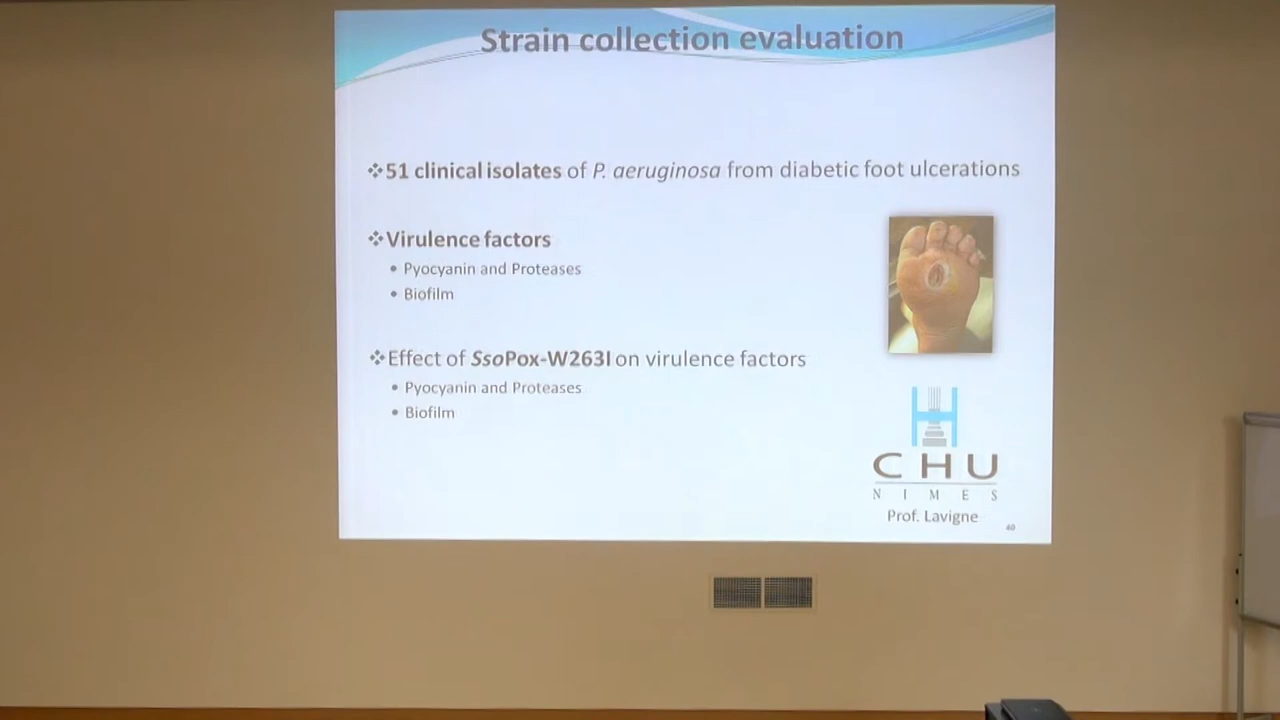 Strain collection evaluation
❖51 clinical isolates of P. aeruginosa from diabetic foot ulcerations
❖Virulence factors
• Pyocyanin and Proteases
• Biofilm
❖Effect of SsoPox-W263I on virulence factors
• Pyocyanin and Proteases
• Biofilm
CHU
NIMES
Prof. Lavigne
40